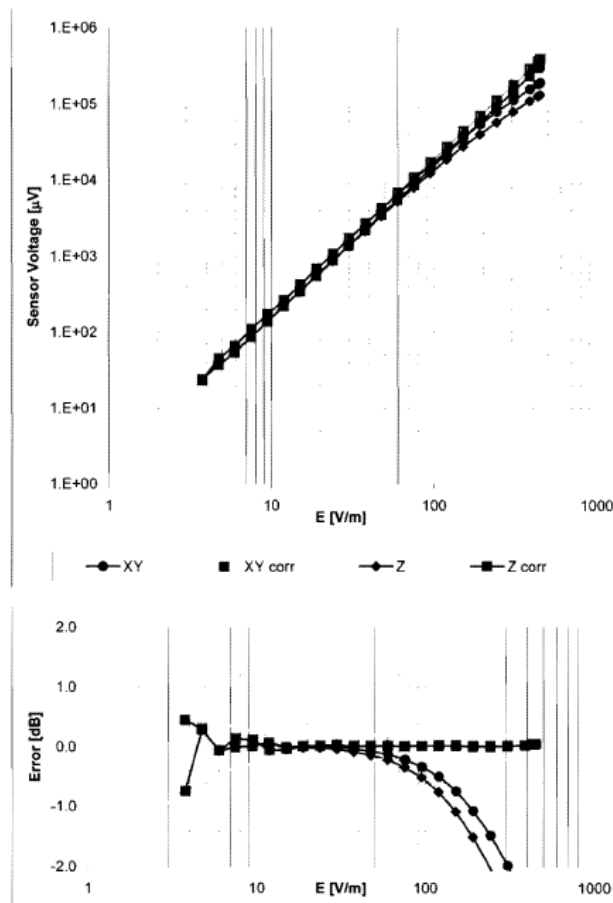 1.E+06
1.E+05
1.E+04
1.E+03
1.E+02
1.E+01
1.E+00
Sensor Voltage [µV]
1 10 100 1000
E [V/m]
XY XY corr Z Z corr
2.0
1.0
0.0
-1.0
-2.0
Error [dB]
1 10 100 1000
E [V/m]